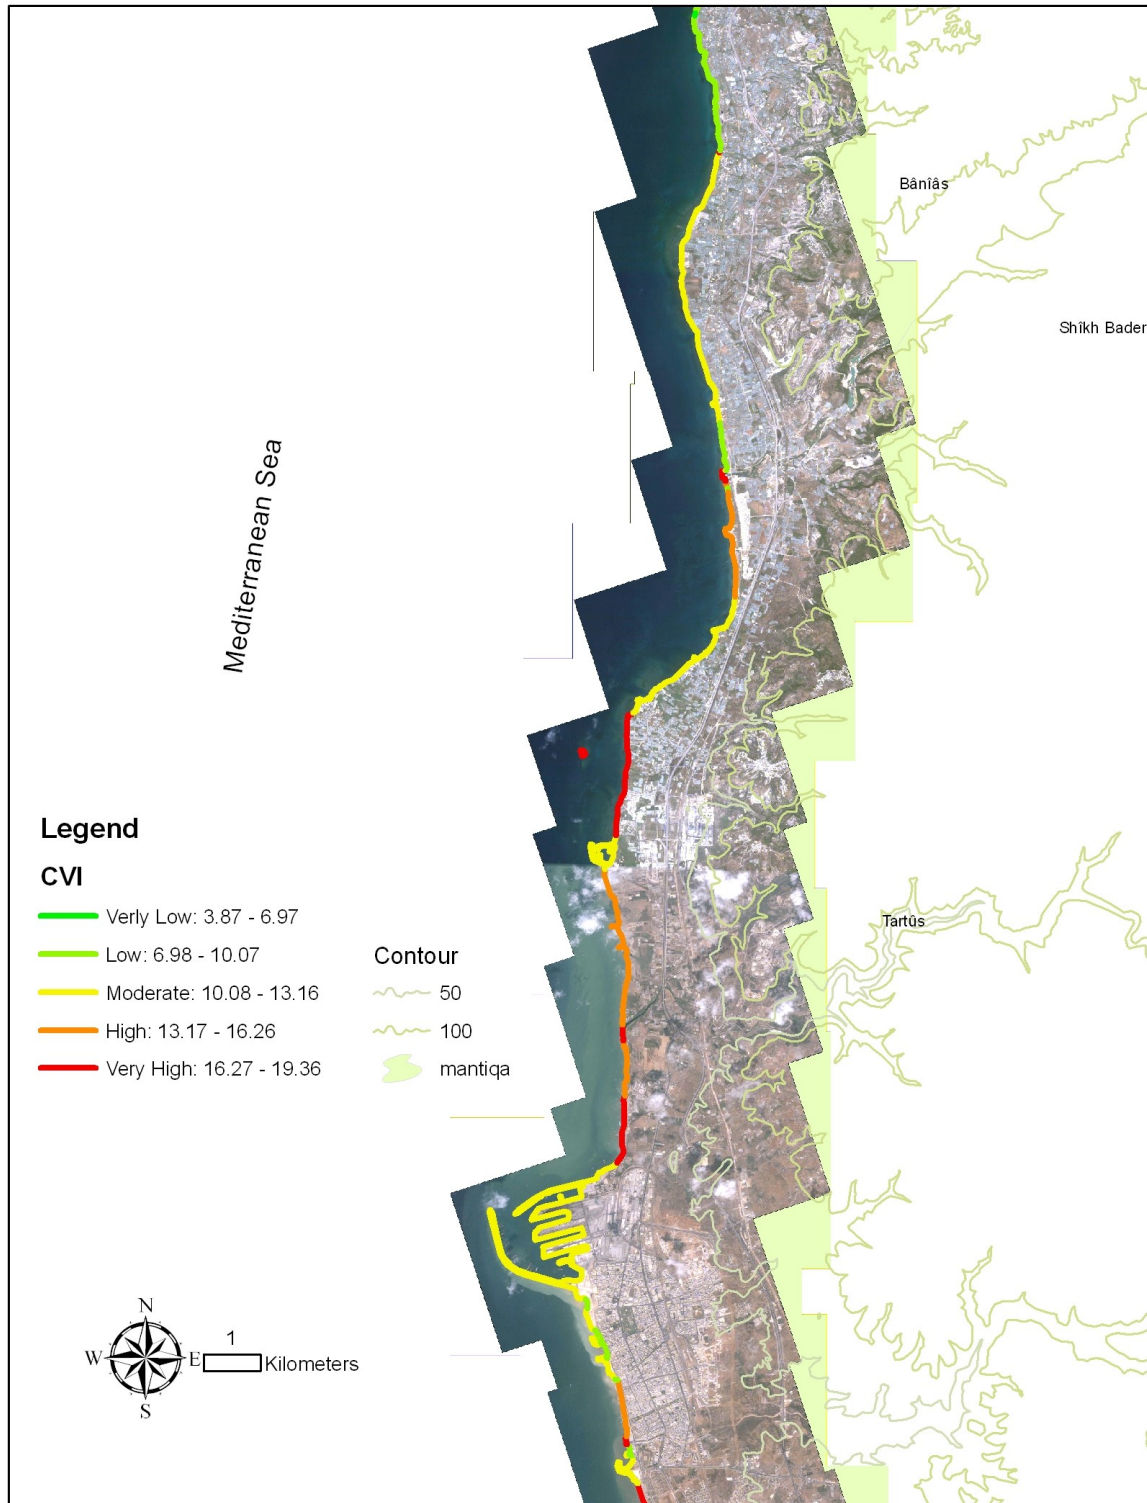 Bânîâs
Shîkh Bader
Mediterranean Sea
Legend
CVI
Verly Low: 3.87 - 6.97
Low: 6.98 - 10.07
Moderate: 10.08 - 13.16
High: 13.17 - 16.26
Very High: 16.27 - 19.36
Contour
50
100
mantiqa
Tartûs
N
W
E
S
1
Kilometers